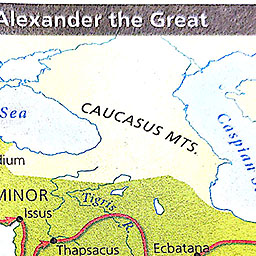 Alexander the Great
CAUCASUS MTS.
Sea
Caspian
dium
MINOR
Tigris R.
Issus
Thapsacus
Ecbatana